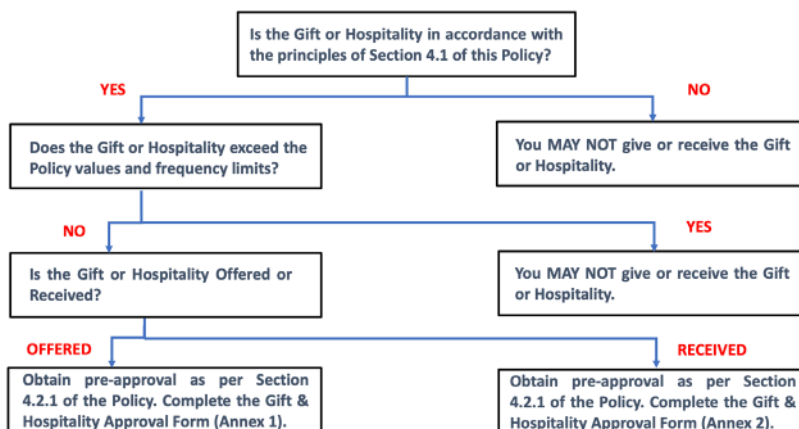 Is the Gift or Hospitality in accordance with
the principles of Section 4.1 of this Policy?
YES
NO
Does the Gift or Hospitality exceed the
Policy values and frequency limits?
You MAY NOT give or receive the Gift
or Hospitality.
NO
YES
Is the Gift or Hospitality Offered or
Received?
You MAY NOT give or receive the Gift
or Hospitality.
OFFERED
RECEIVED
Obtain pre-approval as per Section
4.2.1 of the Policy. Complete the Gift &
Hospitality Approval Form (Annex 1).
Obtain pre-approval as per Section
4.2.1 of the Policy. Complete the Gift &
Hospitality Approval Form (Annex 2).